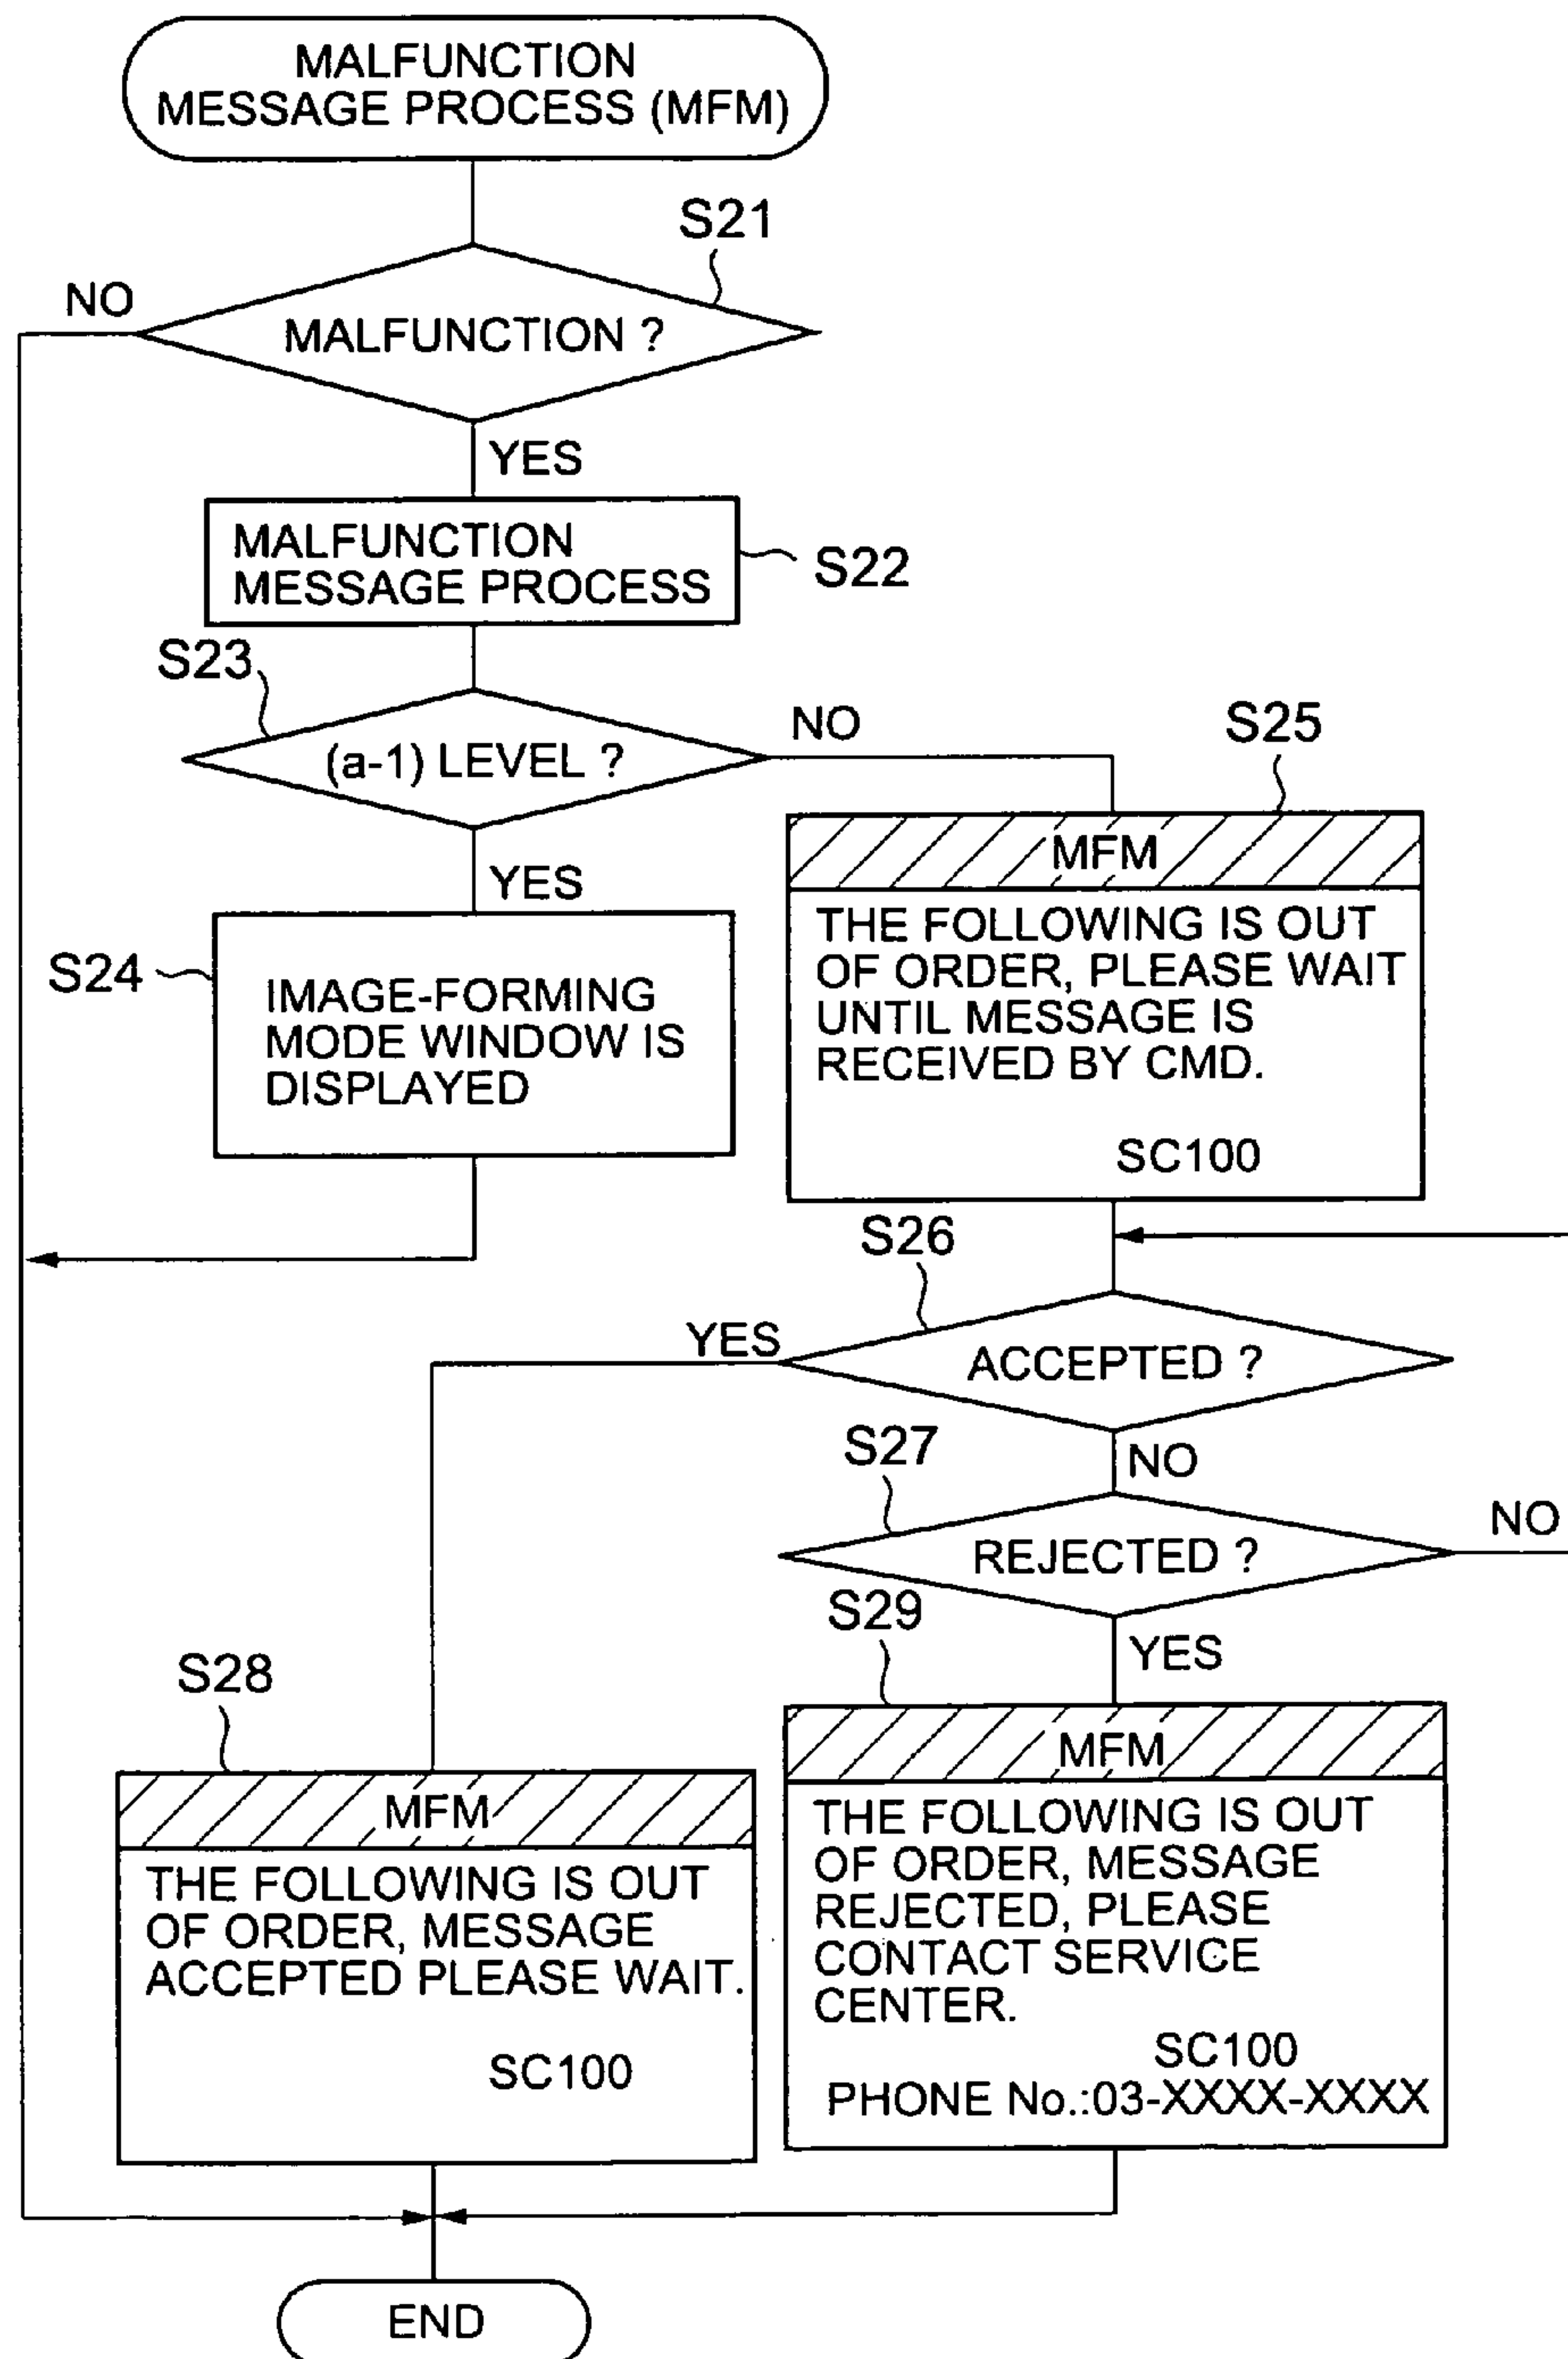 MALFUNCTION
MESSAGE PROCESS (MFM)
S21
NO
MALFUNCTION ?
YES
MALFUNCTION
MESSAGE PROCESS
S22
S23
(a-1) LEVEL ?
NO
S25
YES
MFM
THE FOLLOWING IS OUT
OF ORDER, PLEASE WAIT
UNTIL MESSAGE IS
RECEIVED BY CMD.
SC100
S24
IMAGE-FORMING
MODE WINDOW IS
DISPLAYED
S26
YES
ACCEPTED ?
S27
NO
NO
REJECTED ?
S29
YES
S28
MFM
THE FOLLOWING IS OUT
OF ORDER, MESSAGE
REJECTED, PLEASE
CONTACT SERVICE
CENTER.
SC100
PHONE No.:03-XXXX-XXXX
MFM
THE FOLLOWING IS OUT
OF ORDER, MESSAGE
ACCEPTED PLEASE WAIT.
SC100
END